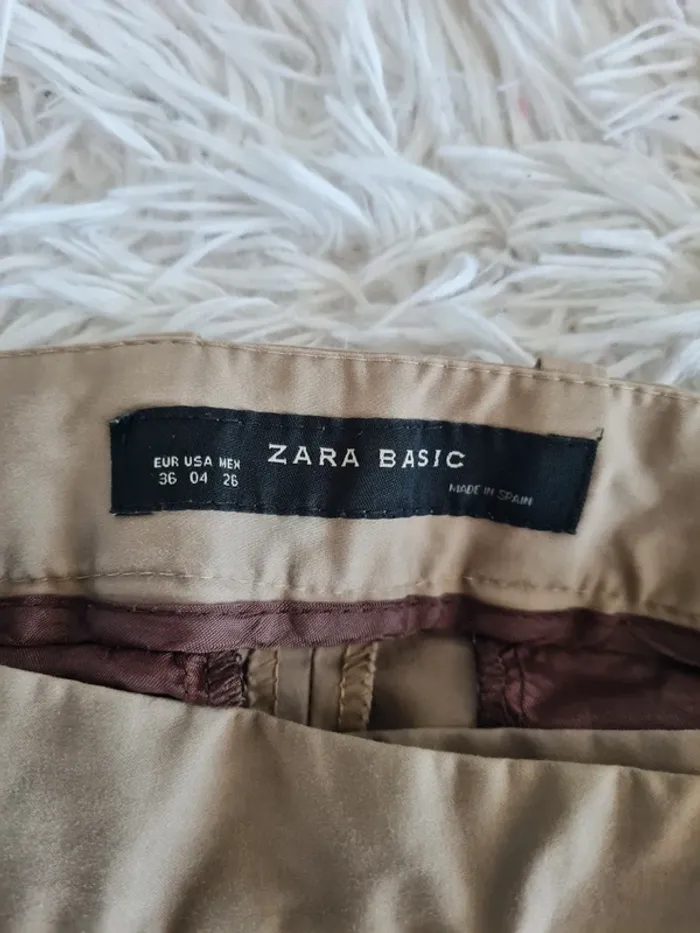 ZARA BASIC
EUR USA MEX
36 04 26
MADE IN SPAIN